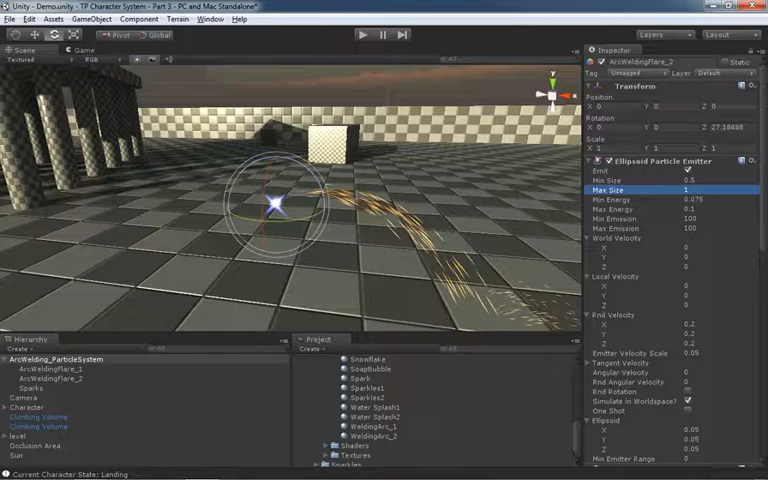 Unity - Demo.unity - TP Character System - Part 3 - PC and Mac Standalone*
File Edit Assets GameObject Component Terrain Window Help
Pivot Global Layers Layout
Scene Game
Textured RGB All
y
x
Inspector
ArcWeldingFlare_2 Static
Tag Untagged Layer Default
Transform
Position
X 0 Y 0 Z 0
Rotation
X 0 Y 0 Z 27.18488
Scale
X 1 Y 1 Z 1
Ellipsoid Particle Emitter
Emit
Min Size 0.5
Max Size 1
Min Energy 0.075
Max Energy 0.1
Min Emission 100
Max Emission 100
World Velocity
X 0
Y 0
Z 0
Local Velocity
X 0
Y 0
Z 0
Rnd Velocity
X 0.2
Y 0.2
Z 0.2
Emitter Velocity Scale 0.05
Tangent Velocity
Angular Velocity 0
Rnd Angular Velocity 0
Rnd Rotation
Simulate in Worldspace?
One Shot
Ellipsoid
X 0.05
Y 0.05
Z 0.05
Min Emitter Range 0
Hierarchy
Create All
ArcWelding_ParticleSystem
ArcWeldingFlare_1
ArcWeldingFlare_2
Sparks
Camera
Character
Climbing Volume
Climbing Volume
level
Occlusion Area
Sun
Project
Create All
Snowflake
SoapBubble
Spark
Sparkles1
Sparkles2
Water Splash1
Water Splash2
WeldingArc_1
WeldingArc_2
Shaders
Textures
Sparkles
Current Character State: Landing